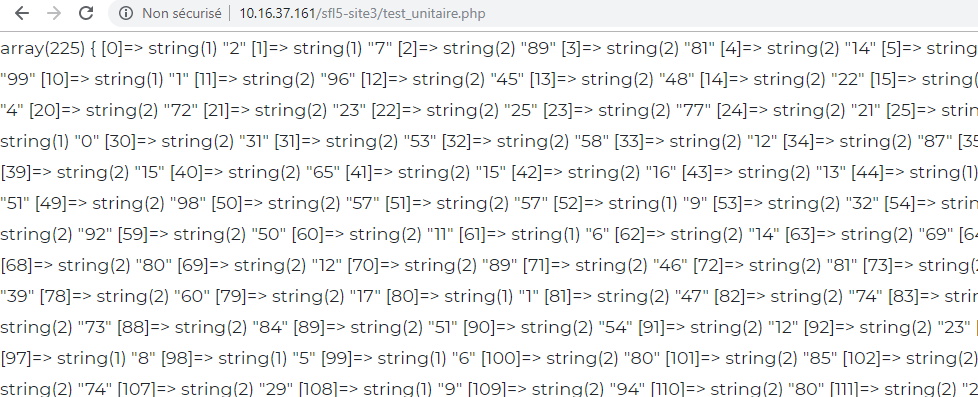 Non sécurisé 10.16.37.161/sfl5-site3/test_unitaire.php
array(225) { [0]=> string(1) "2" [1]=> string(1) "7" [2]=> string(2) "89" [3]=> string(2) "81" [4]=> string(2) "14" [5]=> string
"99" [10]=> string(1) "1" [11]=> string(2) "96" [12]=> string(2) "45" [13]=> string(2) "48" [14]=> string(2) "22" [15]=> string(
"4" [20]=> string(2) "72" [21]=> string(2) "23" [22]=> string(2) "25" [23]=> string(2) "77" [24]=> string(2) "21" [25]=> strin
string(1) "0" [30]=> string(2) "31" [31]=> string(2) "53" [32]=> string(2) "58" [33]=> string(2) "12" [34]=> string(2) "87" [35
[39]=> string(2) "15" [40]=> string(2) "65" [41]=> string(2) "15" [42]=> string(2) "16" [43]=> string(2) "13" [44]=> string(1)
"51" [49]=> string(2) "98" [50]=> string(2) "57" [51]=> string(2) "57" [52]=> string(1) "9" [53]=> string(2) "32" [54]=> string
string(2) "92" [59]=> string(2) "50" [60]=> string(2) "11" [61]=> string(1) "6" [62]=> string(2) "14" [63]=> string(2) "69" [64
[68]=> string(2) "80" [69]=> string(2) "12" [70]=> string(2) "89" [71]=> string(2) "46" [72]=> string(2) "81" [73]=> string(2
"39" [78]=> string(2) "60" [79]=> string(2) "17" [80]=> string(1) "1" [81]=> string(2) "47" [82]=> string(2) "74" [83]=> string
string(2) "73" [88]=> string(2) "84" [89]=> string(2) "51" [90]=> string(2) "54" [91]=> string(2) "12" [92]=> string(2) "23" [
[97]=> string(1) "8" [98]=> string(1) "5" [99]=> string(1) "6" [100]=> string(2) "80" [101]=> string(2) "85" [102]=> string(2)
string(2) "74" [107]=> string(2) "29" [108]=> string(1) "9" [109]=> string(2) "94" [110]=> string(2) "80" [111]=> string(2) "2